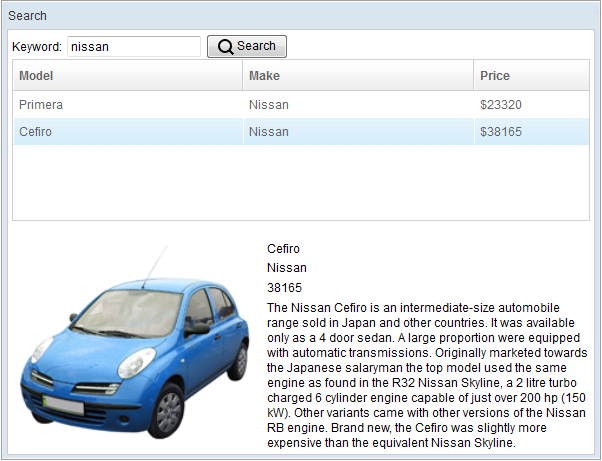 Search
Keyword: nissan Search
Model Make Price
Primera Nissan $23320
Cefiro Nissan $38165
Cefiro
Nissan
38165
The Nissan Cefiro is an intermediate-size automobile
range sold in Japan and other countries. It was available
only as a 4 door sedan. A large proportion were equipped
with automatic transmissions. Originally marketed towards
the Japanese salaryman the top model used the same
engine as found in the R32 Nissan Skyline, a 2 litre turbo
charged 6 cylinder engine capable of just over 200 hp (150
kW). Other variants came with other versions of the Nissan
RB engine. Brand new, the Cefiro was slightly more
expensive than the equivalent Nissan Skyline.